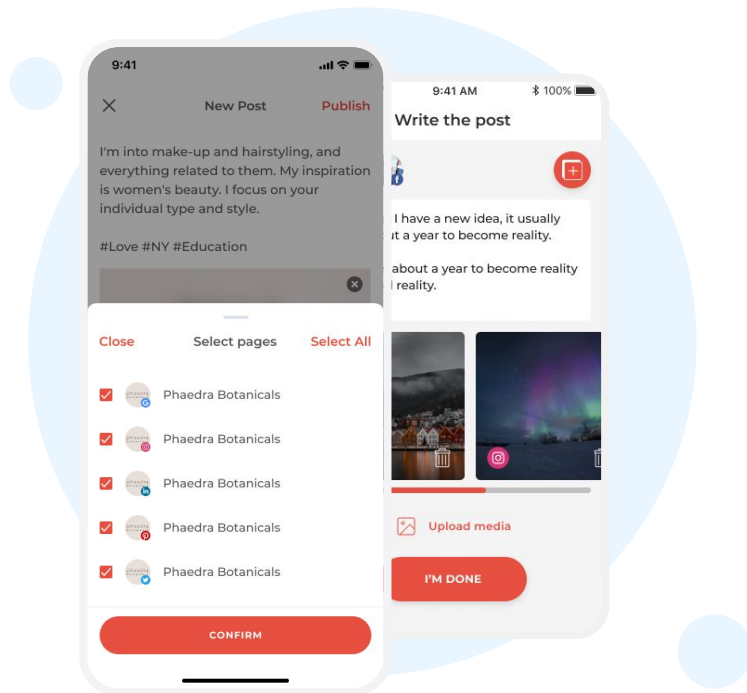 9:41
New Post
Publish
I'm into make-up and hairstyling, and
everything related to them. My inspiration
is women's beauty. I focus on your
individual type and style.
#Love #NY #Education
Close
Select pages
Select All
Phaedra Botanicals
Phaedra Botanicals
Phaedra Botanicals
Phaedra Botanicals
Phaedra Botanicals
CONFIRM
9:41 AM
100%
Write the post
I have a new idea, it usually
a year to become reality.
about a year to become reality
reality.
Upload media
I'M DONE